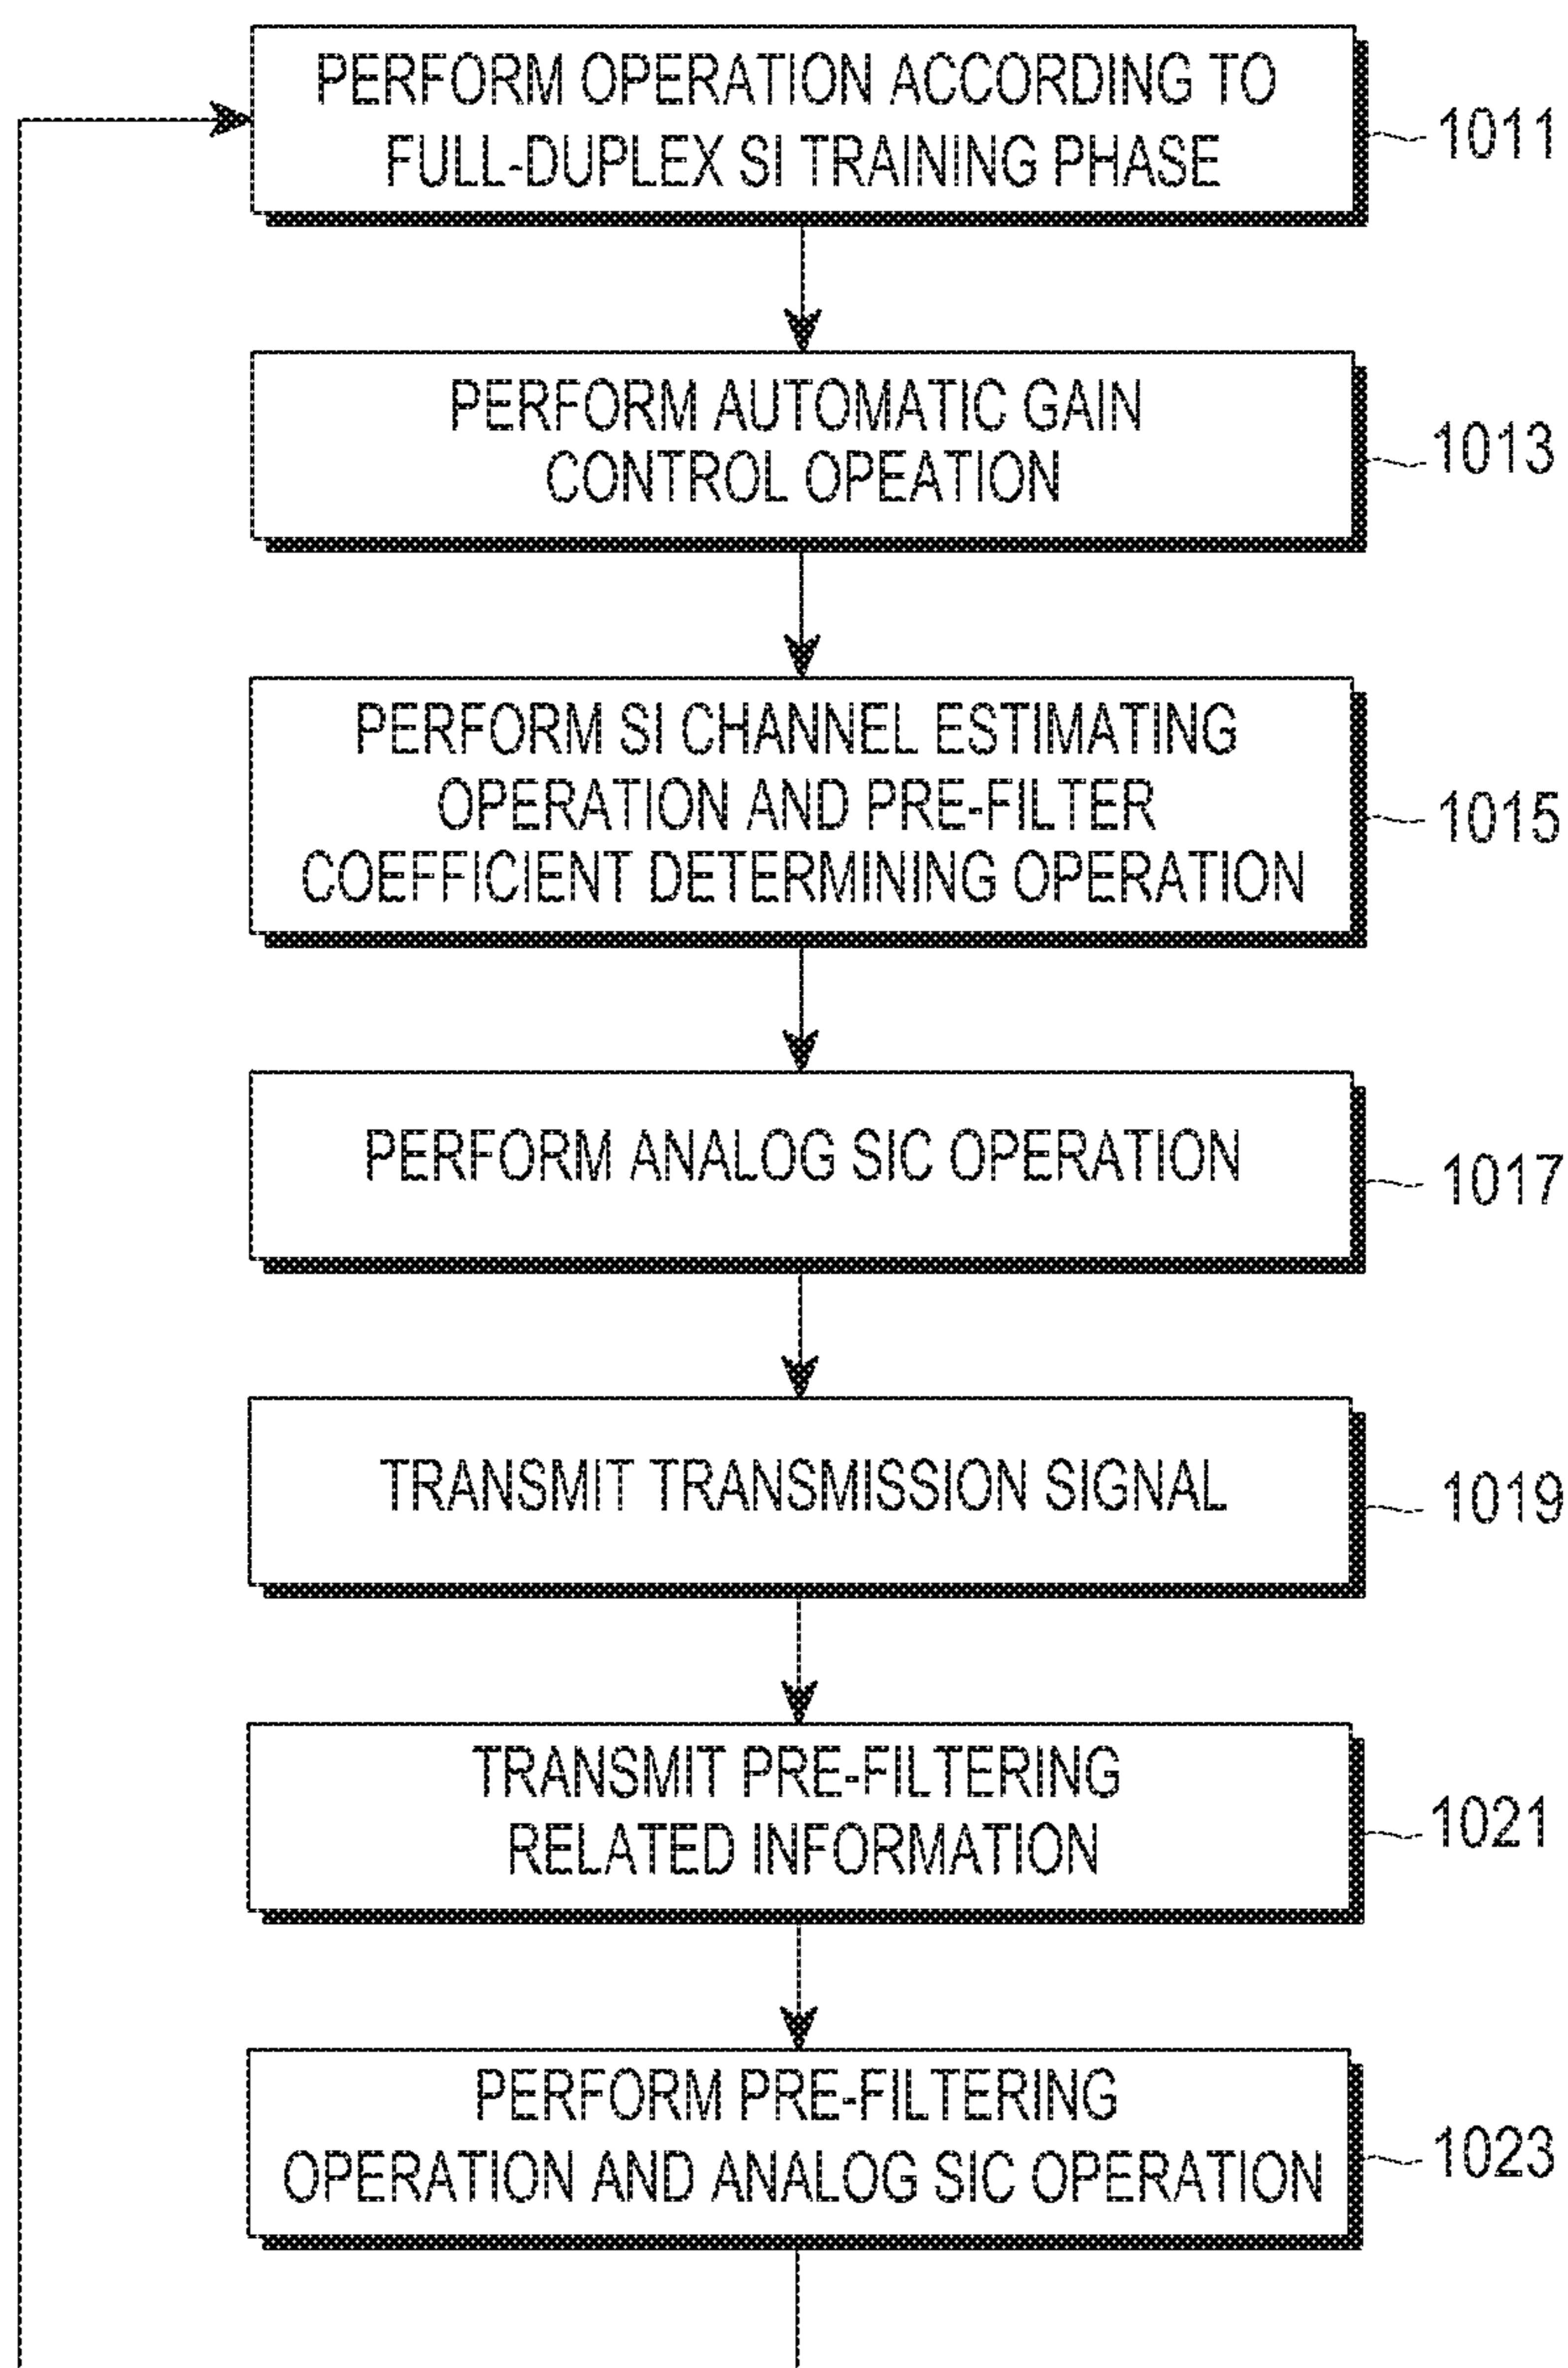 PERFORM OPERATION ACCORDING TO
FULL-DUPLEX SI TRAINING PHASE
1011
PERFORM AUTOMATIC GAIN
CONTROL OPEATION
1013
PERFORM SI CHANNEL ESTIMATING
OPERATION AND PRE-FILTER
COEFFICIENT DETERMINING OPERATION
1015
PERFORM ANALOG SIC OPERATION
1017
TRANSMIT TRANSMISSION SIGNAL
1019
TRANSMIT PRE-FILTERING
RELATED INFORMATION
1021
PERFORM PRE-FILTERING
OPERATION AND ANALOG SIC OPERATION
1023